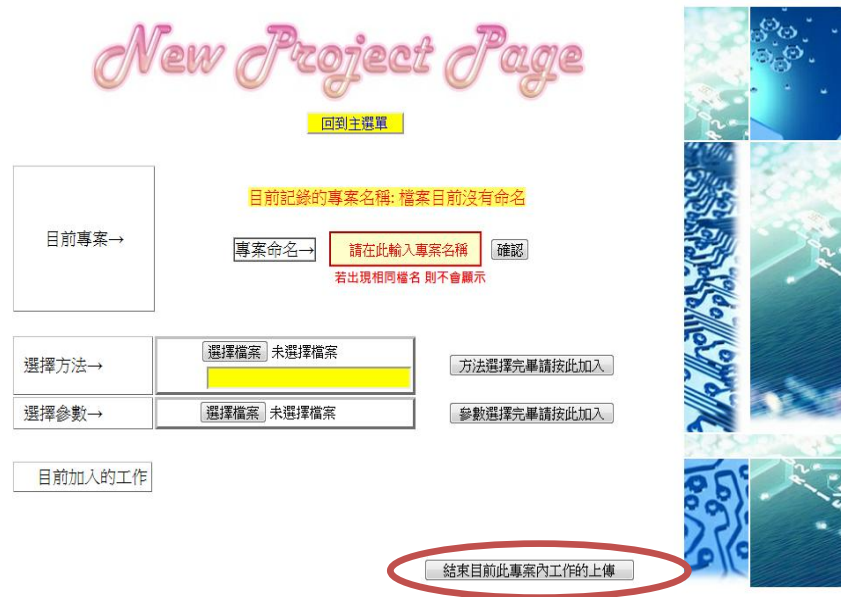 New Project Page
回到主選單
目前記錄的專案名稱: 檔案目前沒有命名
目前專案→
專案命名→ 請在此輸入專案名稱 確認
若出現相同檔名 則不會顯示
選擇方法→ 選擇檔案 未選擇檔案 方法選擇完畢請按此加入
選擇參數→ 選擇檔案 未選擇檔案 參數選擇完畢請按此加入
目前加入的工作
結束目前此專案內工作的上傳